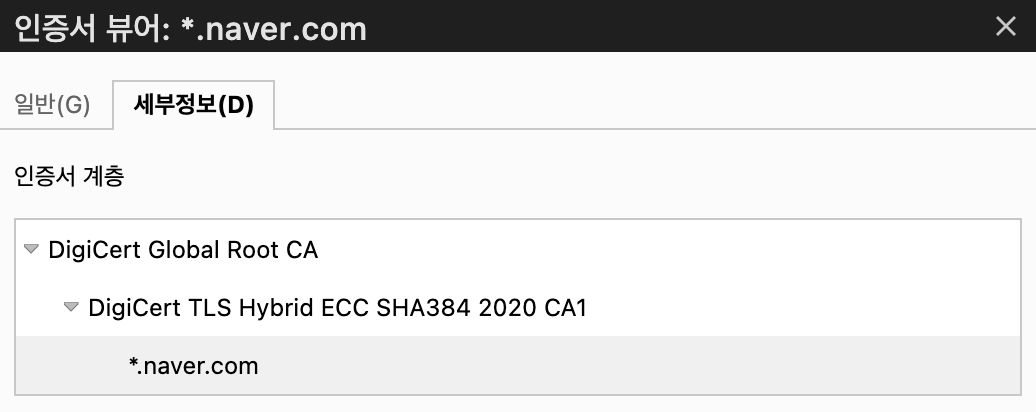 인증서 뷰어: *.naver.com
일반(G) 세부정보(D)
인증서 계층
DigiCert Global Root CA
DigiCert TLS Hybrid ECC SHA384 2020 CA1
*.naver.com